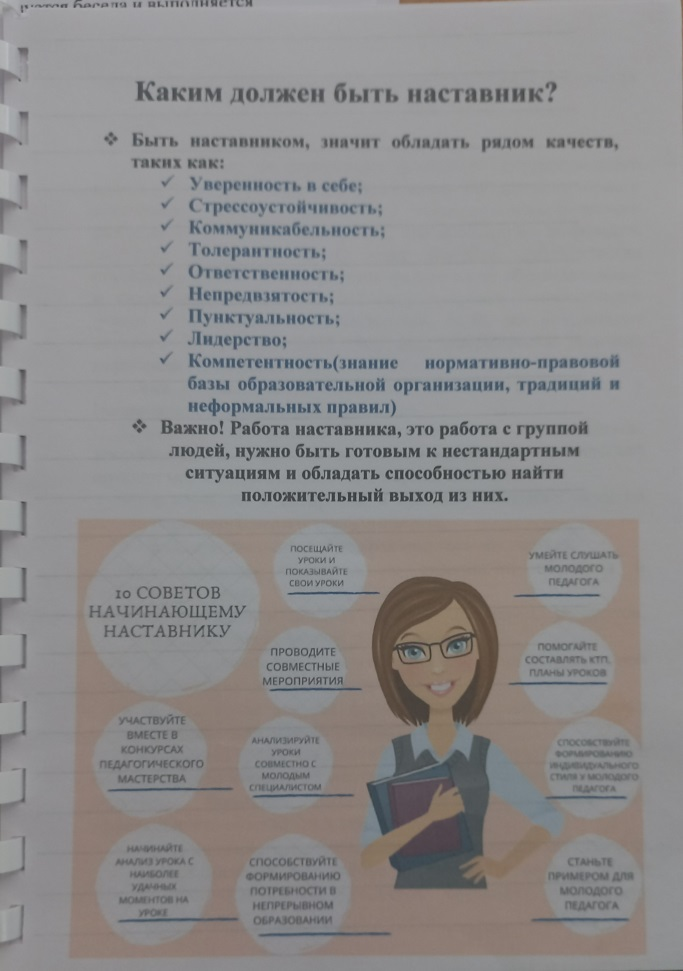 беседа и выполняется
Каким должен быть наставник?
❖ Быть наставником, значит обладать рядом качеств,
таких как:
✓ Уверенность в себе;
✓ Стрессоустойчивость;
✓ Коммуникабельность;
✓ Толерантность;
✓ Ответственность;
✓ Непредвзятость;
✓ Пунктуальность;
✓ Лидерство;
✓ Компетентность(знание нормативно-правовой
базы образовательной организации, традиций и
неформальных правил)
❖ Важно! Работа наставника, это работа с группой
людей, нужно быть готовым к нестандартным
ситуациям и обладать способностью найти
положительный выход из них.
10 СОВЕТОВ
НАЧИНАЮЩЕМУ
НАСТАВНИКУ
ПОСЕЩАЙТЕ
УРОКИ И
ПОКАЗЫВАЙТЕ
СВОИ УРОКИ
УМЕЙТЕ СЛУШАТЬ
МОЛОДОГО
ПЕДАГОГА
ПРОВОДИТЕ
СОВМЕСТНЫЕ
МЕРОПРИЯТИЯ
ПОМОГАЙТЕ
СОСТАВЛЯТЬ КТП,
ПЛАНЫ УРОКОВ
УЧАСТВУЙТЕ
ВМЕСТЕ В
КОНКУРСАХ
ПЕДАГОГИЧЕСКОГО
МАСТЕРСТВА
АНАЛИЗИРУЙТЕ
УРОКИ
СОВМЕСТНО С
МОЛОДЫМ
СПЕЦИАЛИСТОМ
СПОСОБСТВУЙТЕ
ФОРМИРОВАНИЮ
ИНДИВИДУАЛЬНОГО
СТИЛЯ У МОЛОДОГО
ПЕДАГОГА
НАЧИНАЙТЕ
АНАЛИЗ УРОКА С
НАИБОЛЕЕ
УДАЧНЫХ
МОМЕНТОВ НА
УРОКЕ
СПОСОБСТВУЙТЕ
ФОРМИРОВАНИЮ
ПОТРЕБНОСТИ В
НЕПРЕРЫВНОМ
ОБРАЗОВАНИИ
СТАНЬТЕ
ПРИМЕРОМ ДЛЯ
МОЛОДОГО
ПЕДАГОГА